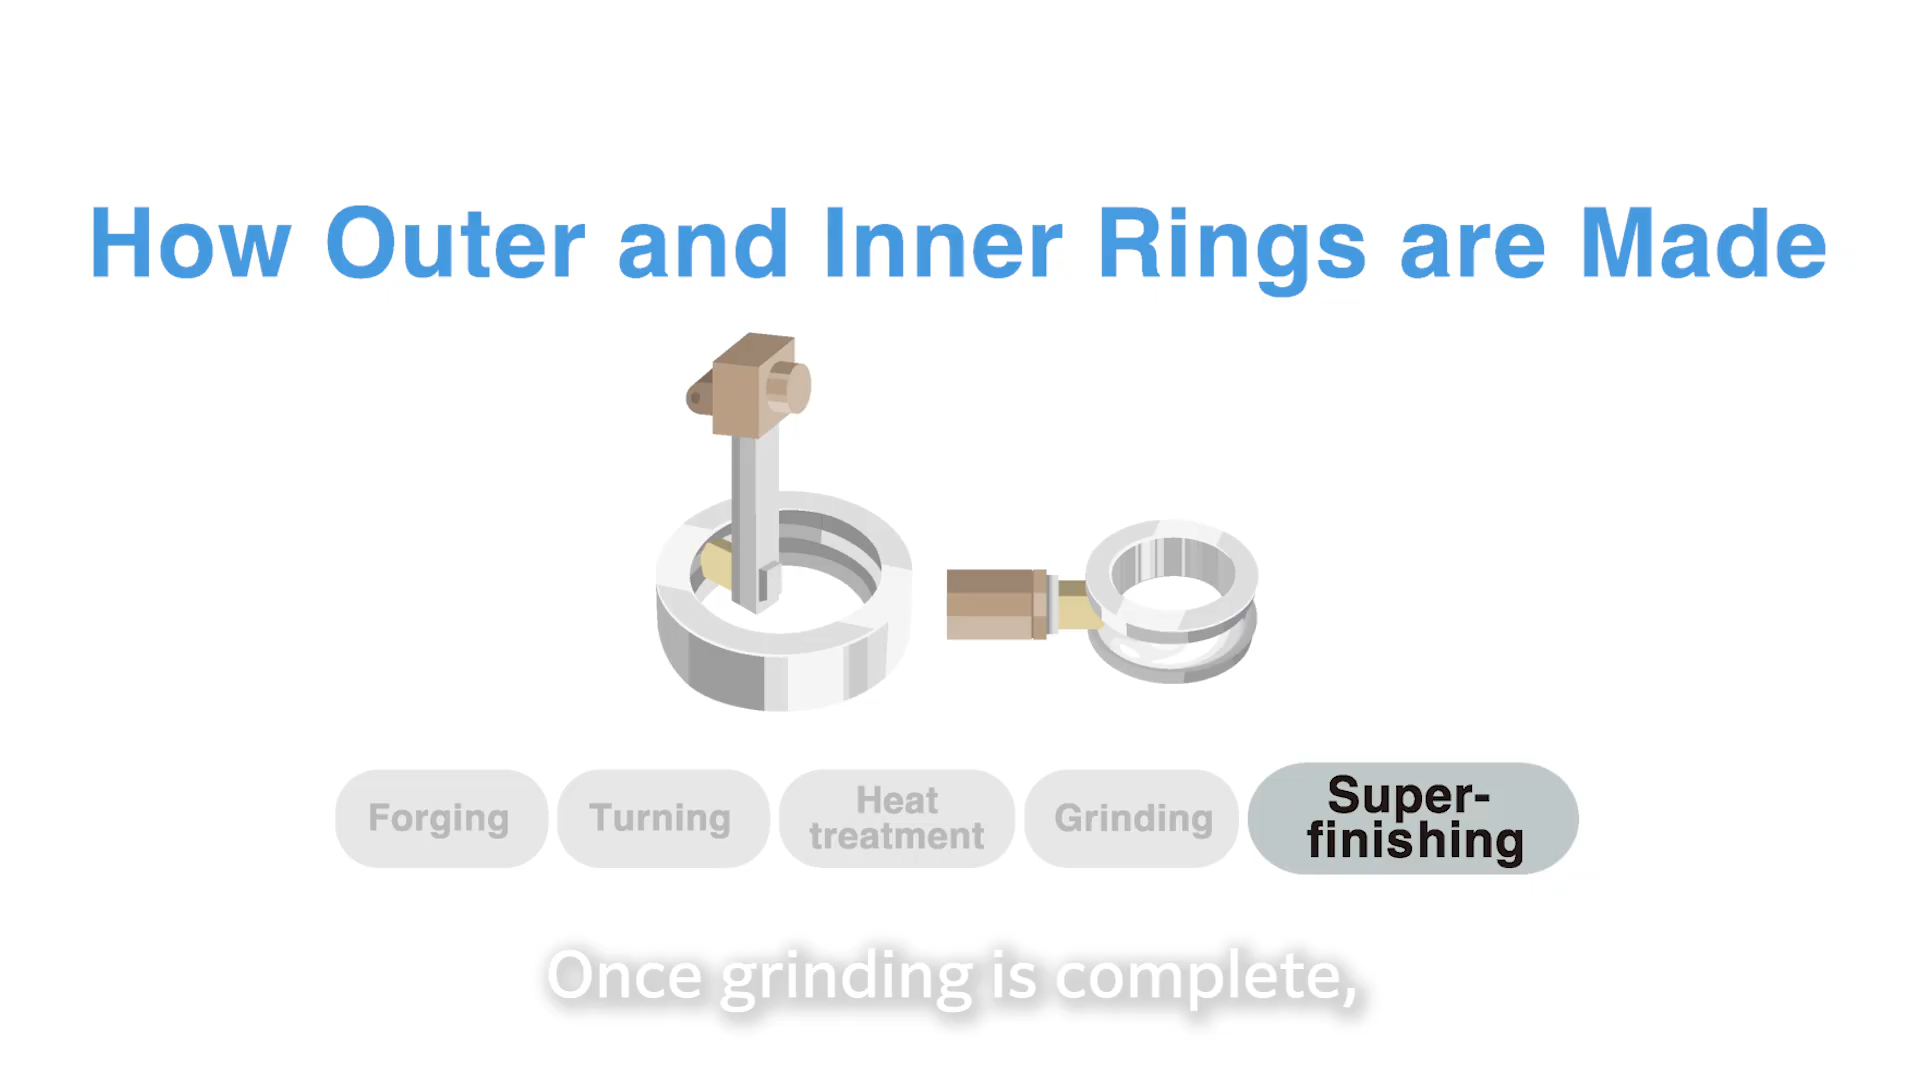 How Outer and Inner Rings are Made
Forging
Turning
Heat
treatment
Grinding
Super-
finishing
Once grinding is complete,